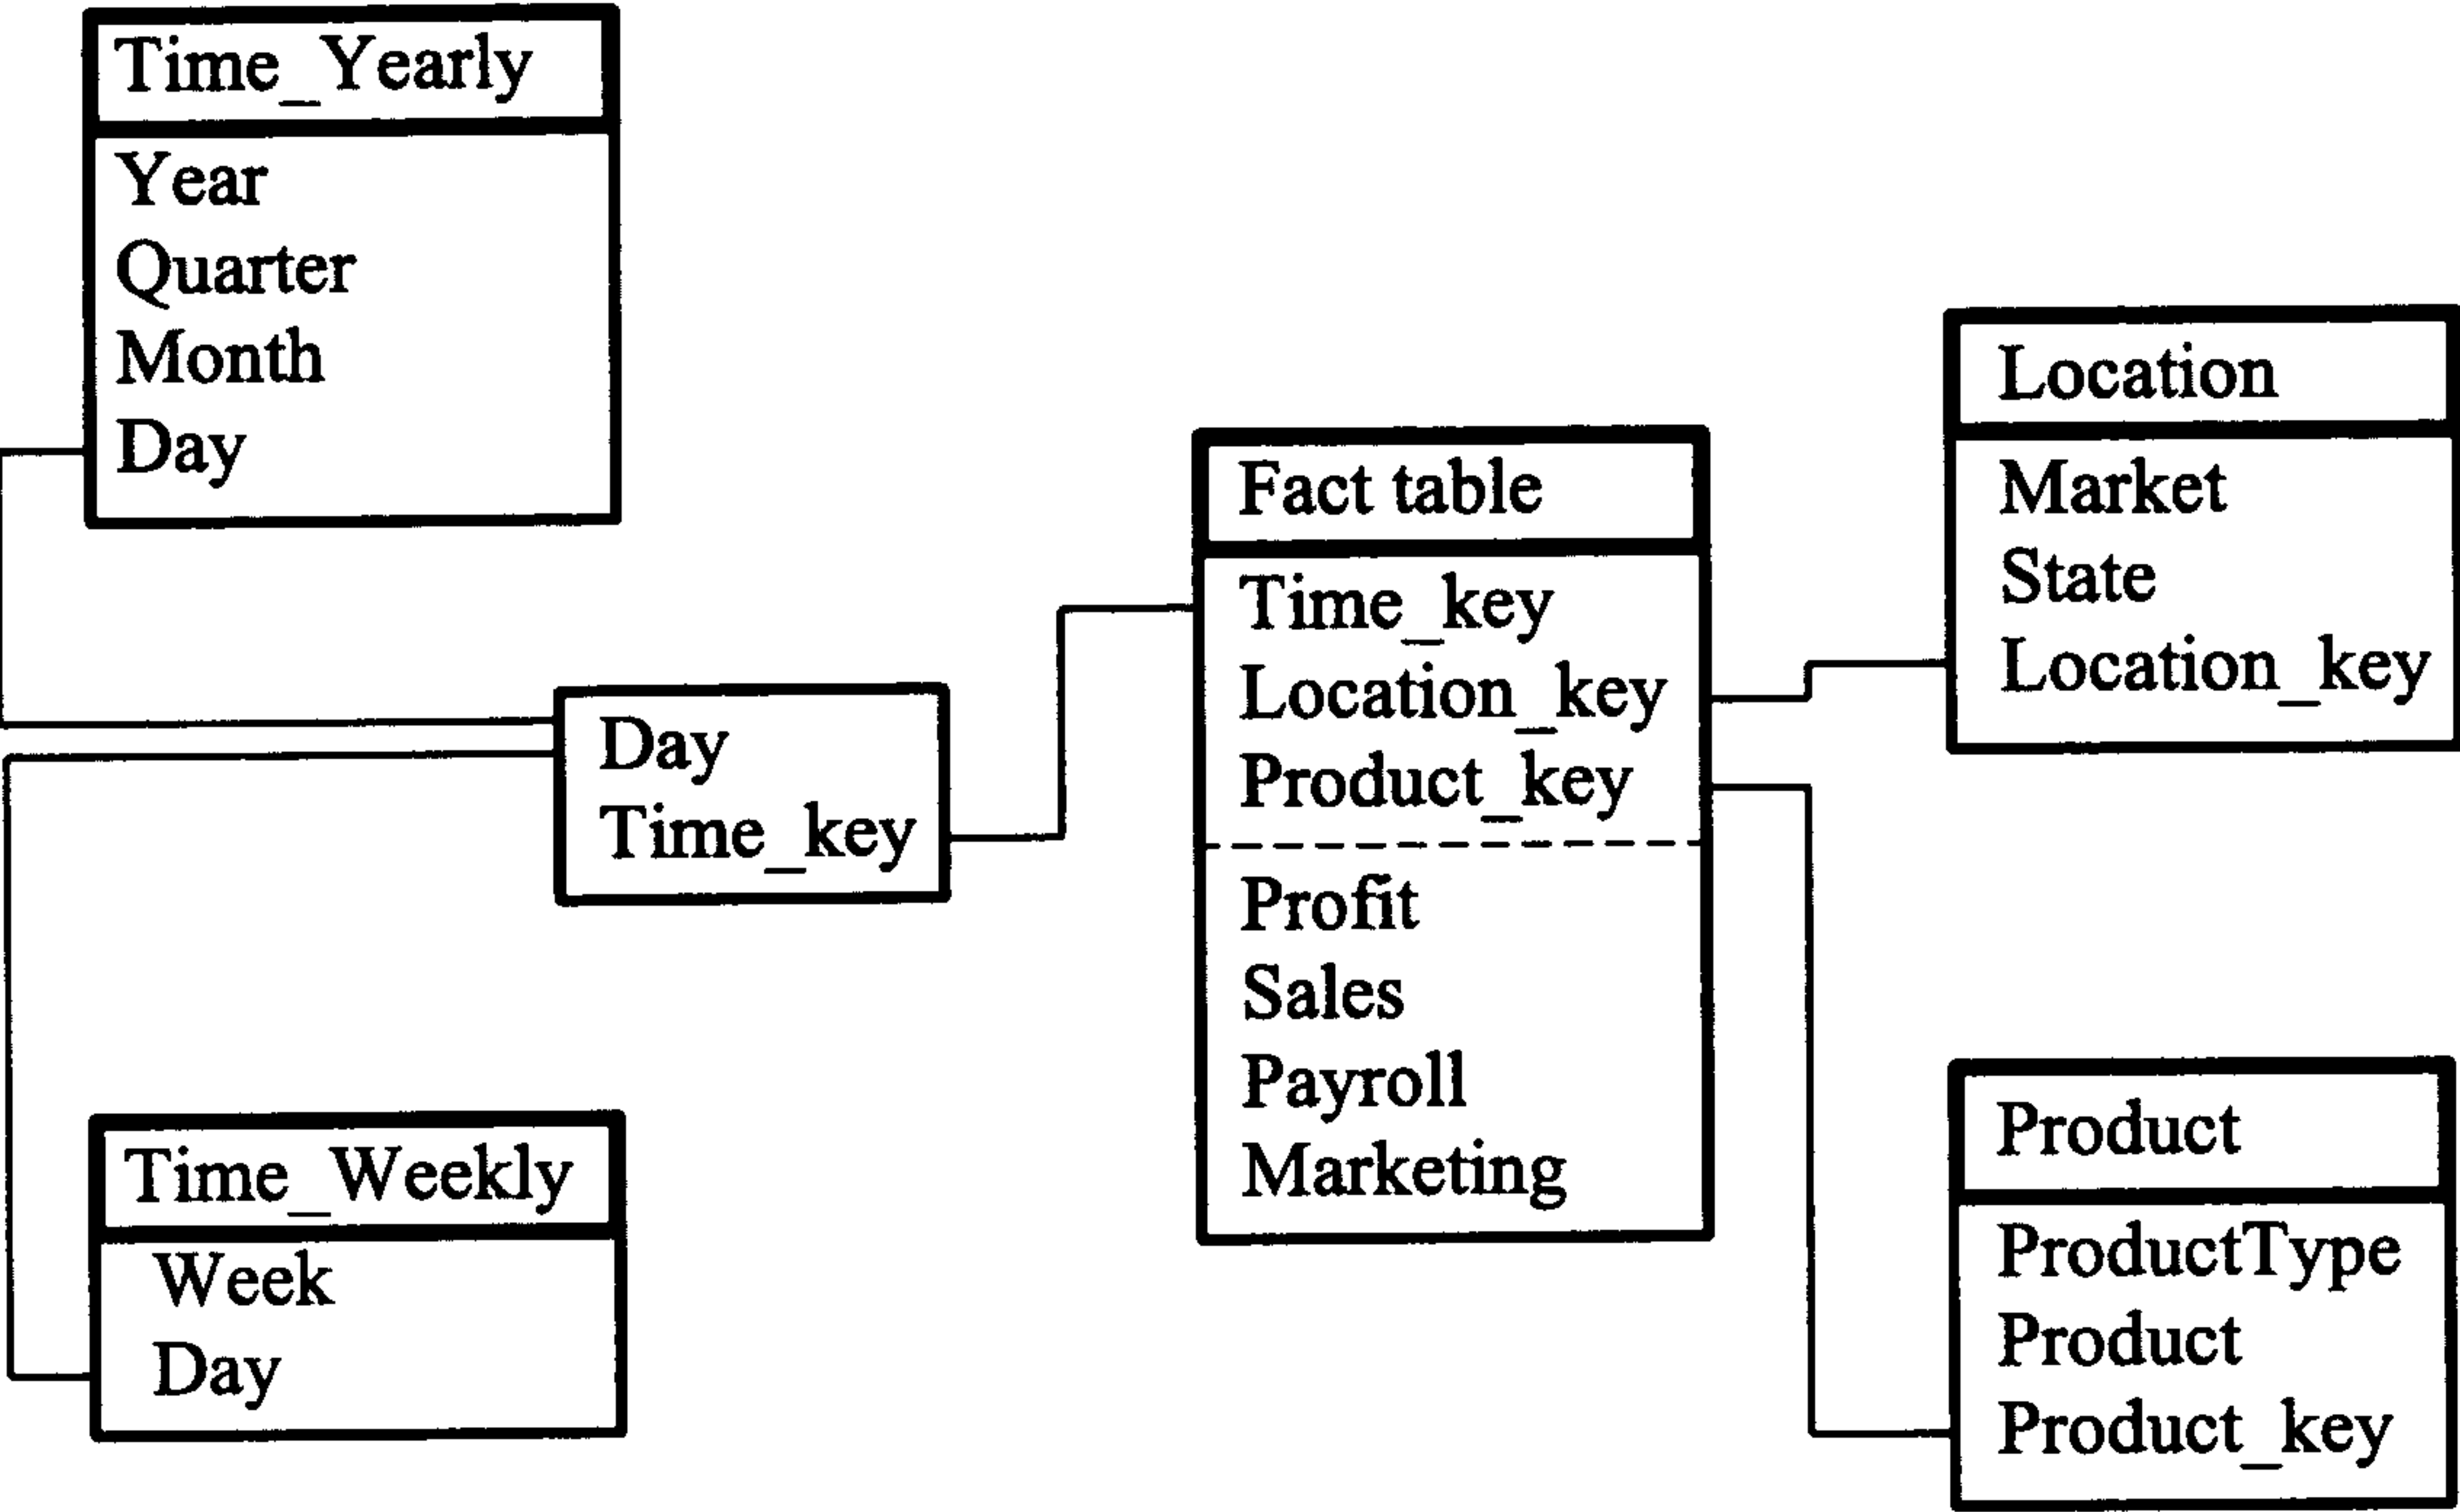 Time_Yearly
Year
Quarter
Month
Day
Day
Time_key
Time_Weekly
Week
Day
Fact table
Time_key
Location_key
Product_key
Profit
Sales
Payroll
Marketing
Location
Market
State
Location_key
Product
ProductType
Product
Product_key